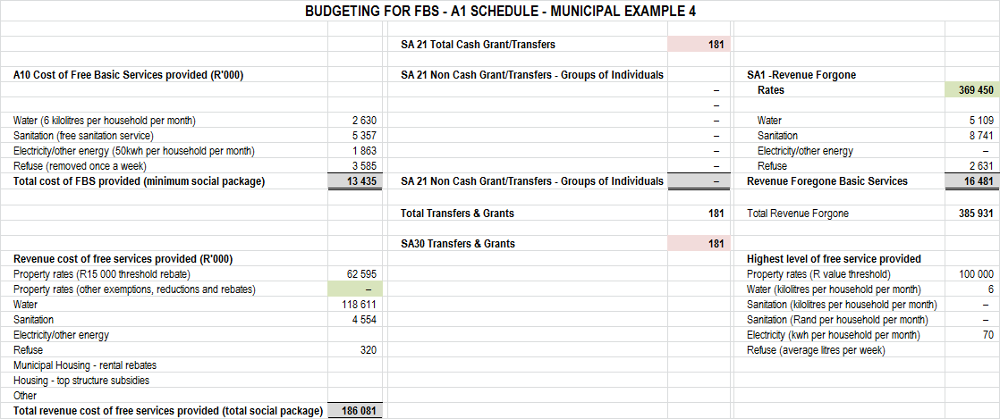 BUDGETING FOR FBS - A1 SCHEDULE - MUNICIPAL EXAMPLE 4
SA 21 Total Cash Grant/Transfers 181
A10 Cost of Free Basic Services provided (R'000) SA 21 Non Cash Grant/Transfers - Groups of Individuals SA1 -Revenue Forgone
– Rates 369 450
–
Water (6 kilolitres per household per month) 2 630 – Water 5 109
Sanitation (free sanitation service) 5 357 – Sanitation 8 741
Electricity/other energy (50kwh per household per month) 1 863 – Electricity/other energy –
Refuse (removed once a week) 3 585 – Refuse 2 631
Total cost of FBS provided (minimum social package) 13 435 SA 21 Non Cash Grant/Transfers - Groups of Individuals – Revenue Foregone Basic Services 16 481
Total Transfers & Grants 181 Total Revenue Forgone 385 931
SA30 Transfers & Grants 181
Revenue cost of free services provided (R'000) Highest level of free service provided
Property rates (R15 000 threshold rebate) 62 595 Property rates (R value threshold) 100 000
Property rates (other exemptions, reductions and rebates) – Water (kilolitres per household per month) 6
Water 118 611 Sanitation (kilolitres per household per month) –
Sanitation 4 554 Sanitation (Rand per household per month) –
Electricity/other energy Electricity (kwh per household per month) 70
Refuse 320 Refuse (average litres per week)
Municipal Housing - rental rebates
Housing - top structure subsidies
Other
Total revenue cost of free services provided (total social package) 186 081